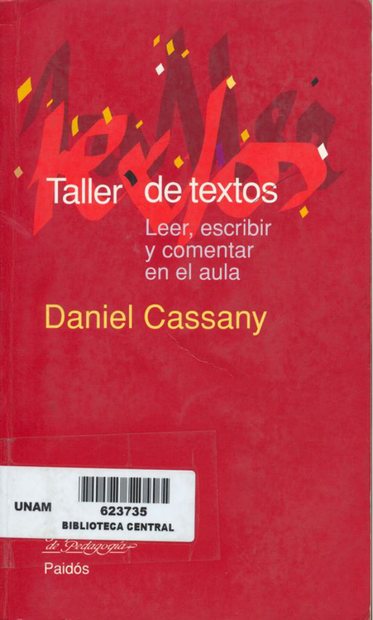 Taller de textos
Leer, escribir
y comentar
en el aula
Daniel Cassany
UNAM
623735
BIBLIOTECA CENTRAL
de Pedagogía
Paidós